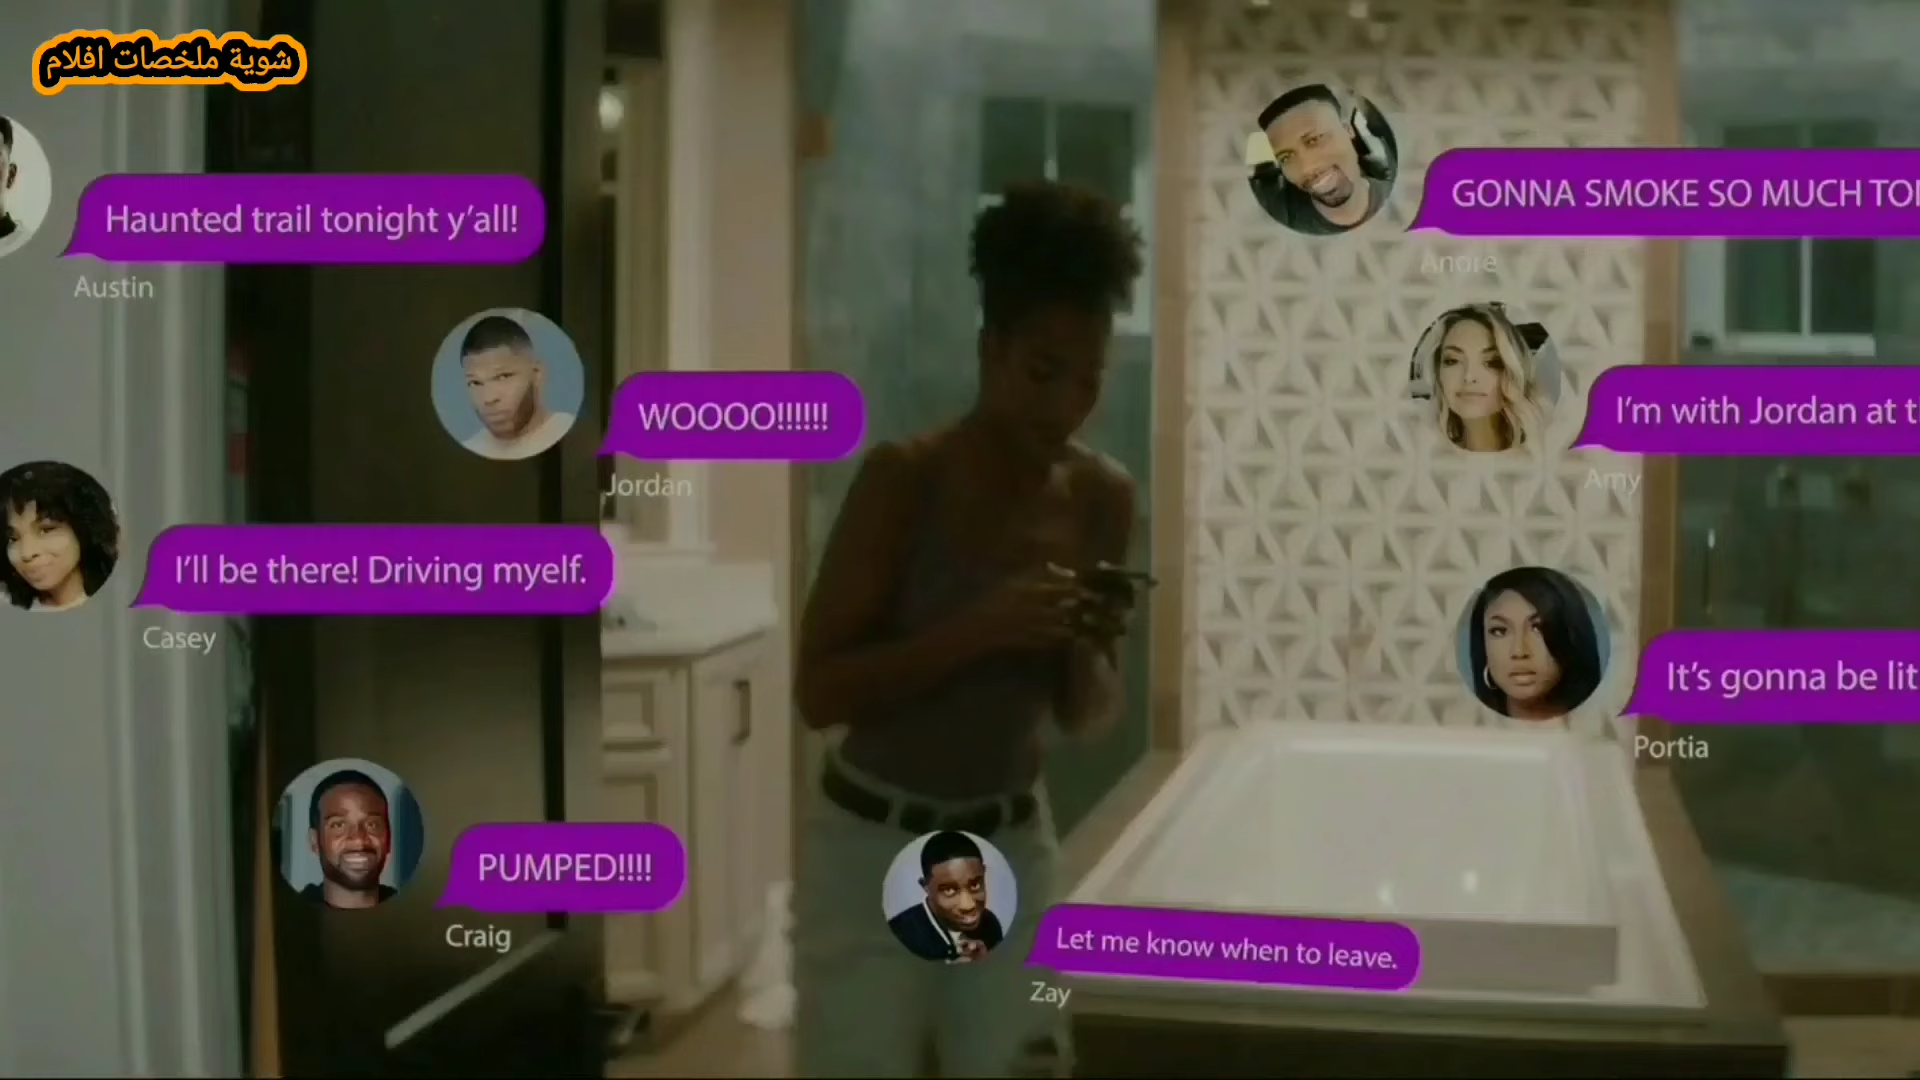 شوية ملخصات افلام
Haunted trail tonight y’all!
Austin
WOOOO!!!!!!
Jordan
I’ll be there! Driving myelf.
Casey
PUMPED!!!!
Craig
Let me know when to leave.
Zay
GONNA SMOKE SO MUCH
Andre
I’m with Jordan at
Amy
It’s gonna be lit
Portia